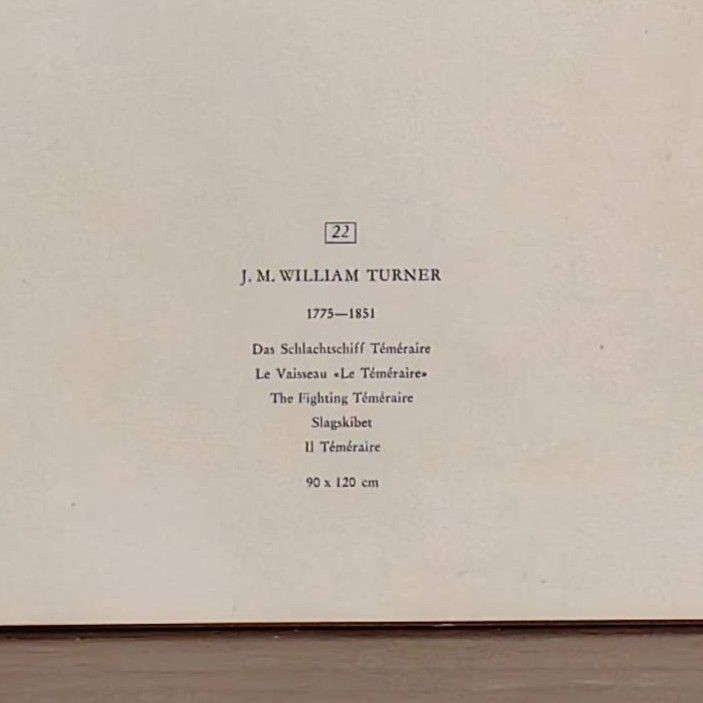 22
J. M. WILLIAM TURNER
1775—1851
Das Schlachtschiff Téméraire
Le Vaisseau «Le Téméraire»
The Fighting Téméraire
Slagskibet
Il Téméraire
90 x 120 cm